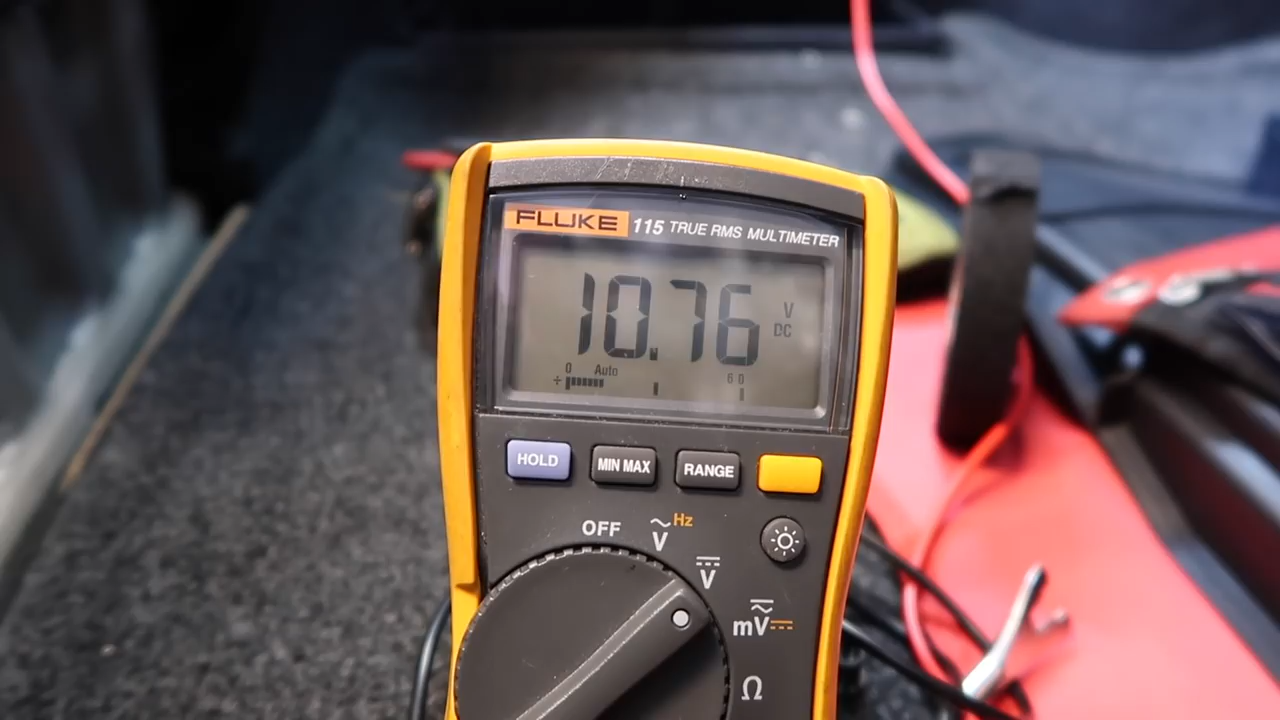 FLUKE 115 TRUE RMS MULTIMETER
10.76 V DC
0 Auto 60
HOLD MIN MAX RANGE
OFF V Hz
V
mV
Ω